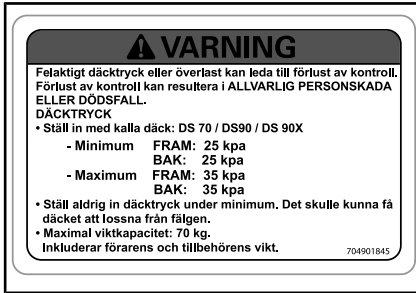 VARNING
Felaktigt däcktryck eller överlast kan leda till förlust av kontroll.
Förlust av kontroll kan resultera i ALLVARLIG PERSONSKADA
ELLER DÖDSFALL.
DÄCKTRYCK
• Ställ in med kalla däck: DS 70 / DS90 / DS 90X
- Minimum FRAM: 25 kpa
BAK: 25 kpa
- Maximum FRAM: 35 kpa
BAK: 35 kpa
• Ställ aldrig in däcktryck under minimum. Det skulle kunna få
däcket att lossna från fälgen.
• Maximal viktkapacitet: 70 kg.
Inkluderar förarens och tillbehörens vikt.
704901845